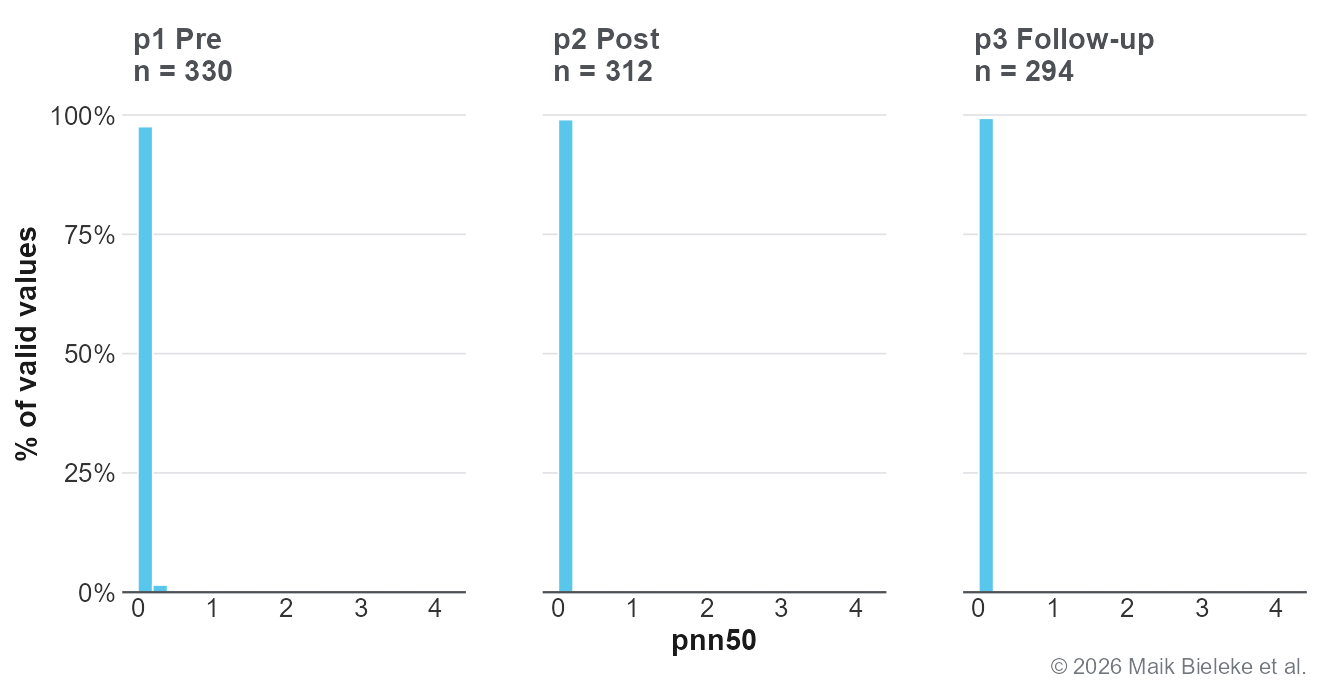 p1 Pre
n = 330
p2 Post
n = 312
p3 Follow-up
n = 294
% of valid values
100%
75%
50%
25%
0%
0 1 2 3 4
0 1 2 3 4
0 1 2 3 4
pnn50
© 2026 Maik Bieleke et al.